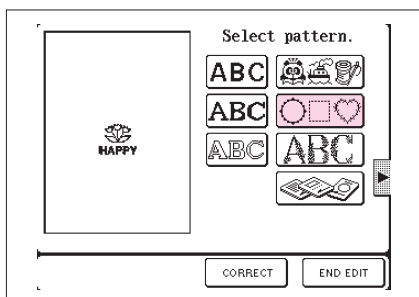 Select pattern.
ABC
ABC
ABC
ABC
HAPPY
CORRECT
END EDIT